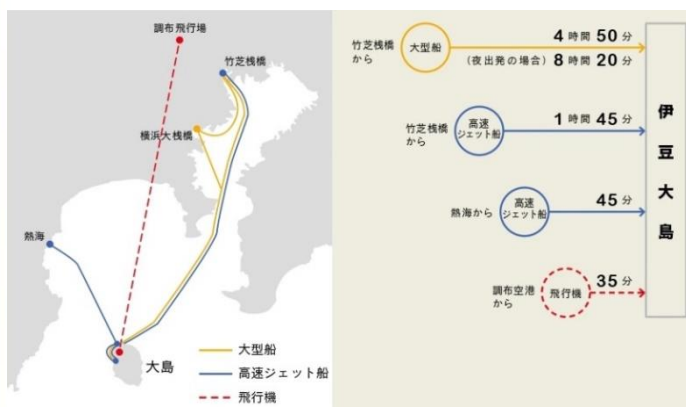 調布飛行場
竹芝桟橋
横浜大桟橋
熱海
大島
大型船
高速ジェット船
飛行機
竹芝桟橋
から
大型船
4時間50分
(夜出発の場合) 8時間20分
竹芝桟橋
から
高速
ジェット船
1時間45分
熱海から
高速
ジェット船
45分
調布空港
から
飛行機
35分
伊豆大島